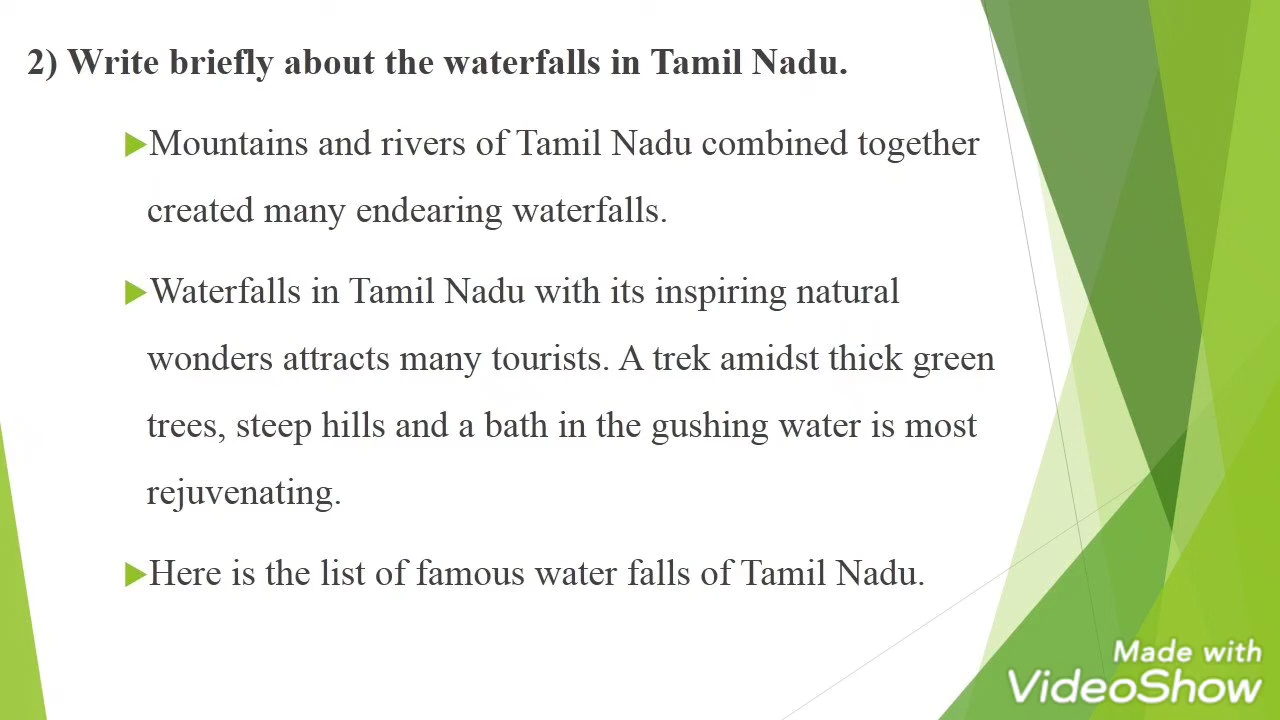 2) Write briefly about the waterfalls in Tamil Nadu.
Mountains and rivers of Tamil Nadu combined together
created many endearing waterfalls.
Waterfalls in Tamil Nadu with its inspiring natural
wonders attracts many tourists. A trek amidst thick green
trees, steep hills and a bath in the gushing water is most
rejuvenating.
Here is the list of famous water falls of Tamil Nadu.
Made with
VideoShow